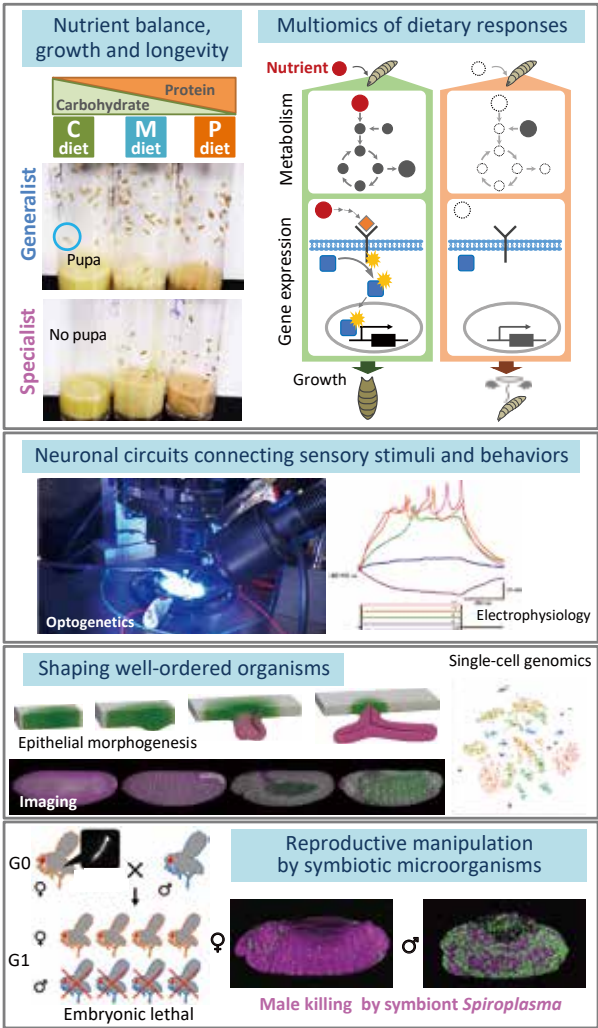 Nutrient balance,
growth and longevity
Protein
Carbohydrate
C
diet
M
diet
P
diet
Generalist
Pupa
Specialist
No pupa
Multiomics of dietary responses
Nutrient
Metabolism
Gene expression
Growth
Neuronal circuits connecting sensory stimuli and behaviors
Optogenetics
Electrophysiology
Shaping well-ordered organisms
Single-cell genomics
Epithelial morphogenesis
Imaging
Reproductive manipulation
by symbiotic microorganisms
G0
♀
♂
♀
G1
♂
Embryonic lethal
♀
♂
Male killing by symbiont Spiroplasma